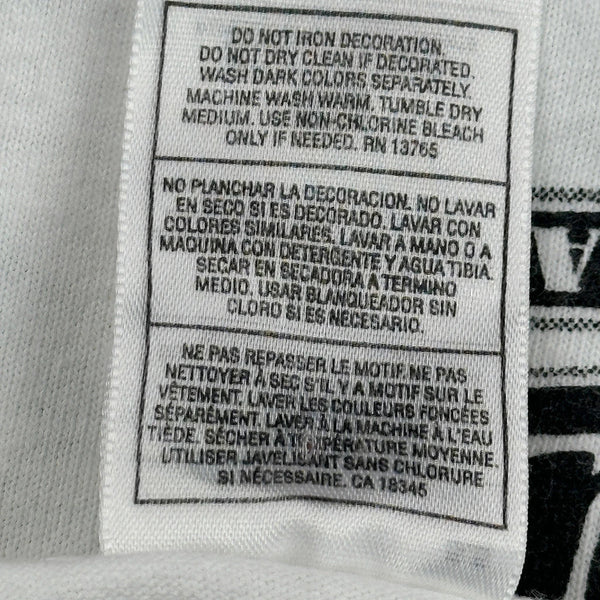 DO NOT IRON DECORATION.
DO NOT DRY CLEAN IF DECORATED.
WASH DARK COLORS SEPARATELY.
MACHINE WASH WARM, TUMBLE DRY
MEDIUM. USE NON-CHLORINE BLEACH
ONLY IF NEEDED. RN 13765
NO PLANCHAR LA DECORACION. NO LAVAR
EN SECO SI ES DECORADO. LAVAR CON
COLORES SIMILARES. LAVAR A MANO O A
MAQUINA CON DETERGENTE Y AGUA TIBIA.
SECAR EN SECADORA A TERMINO
MEDIO. USAR BLANQUEADOR SIN
CLORO SI ES NECESARIO.
NE PAS REPASSER LE MOTIF. NE PAS
NETTOYER À SEC S'IL Y A MOTIF SUR LE
VÊTEMENT. LAVER LES COULEURS FONCÉES
SÉPARÉMENT. LAVER À LA MACHINE À L'EAU
TIÈDE. SÉCHER À TEMPÉRATURE MOYENNE.
UTILISER JAVELISANT SANS CHLORURE
SI NÉCESSAIRE. CA 18345